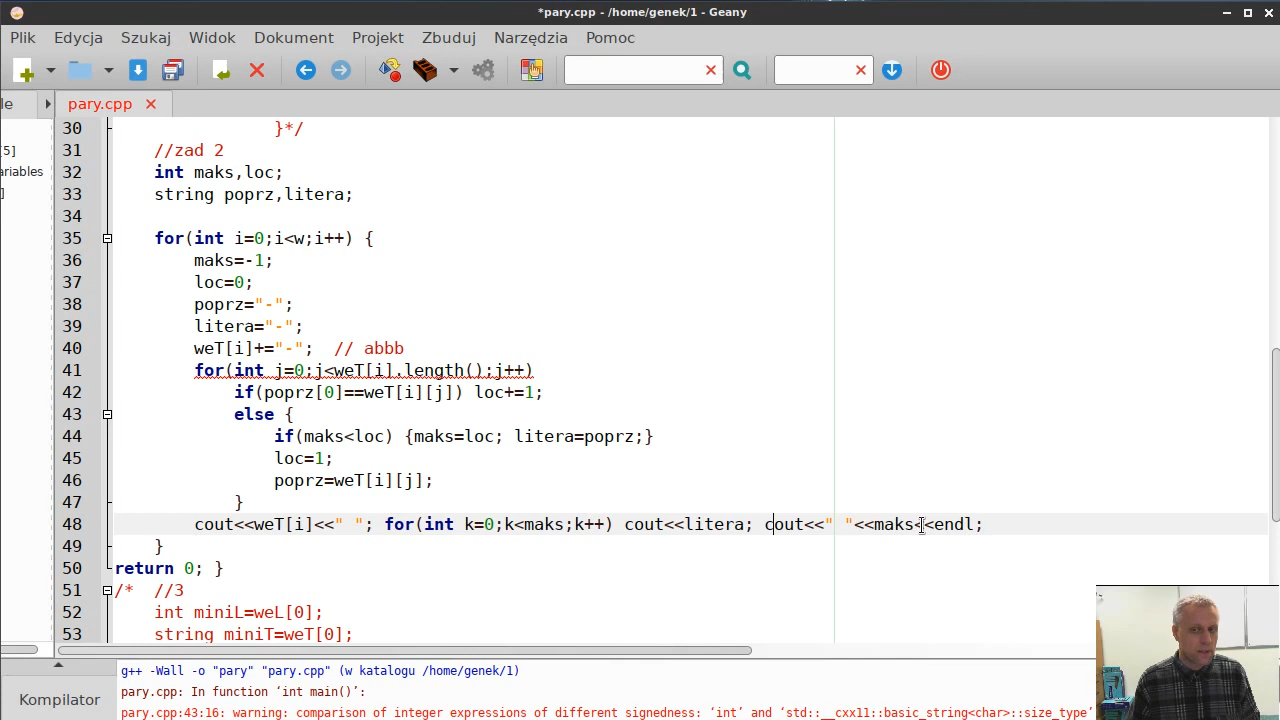 *pary.cpp - /home/genek/1 - Geany
Plik Edycja Szukaj Widok Dokument Projekt Zbuduj Narzędzia Pomoc
le pary.cpp
30 }*/
31 //zad 2
32 int maks,loc;
33 string poprz,litera;
34
35 for(int i=0;i<w;i++) {
36 maks=-1;
37 loc=0;
38 poprz="-";
39 litera="-";
40 weT[i]+="-"; // abbb
41 for(int j=0;j<weT[i].length();j++)
42 if(poprz[0]==weT[i][j]) loc+=1;
43 else {
44 if(maks<loc) {maks=loc; litera=poprz;}
45 loc=1;
46 poprz=weT[i][j];
47 }
48 cout<<weT[i]<<" "; for(int k=0;k<maks;k++) cout<<litera; cout<<" "<<maks<<endl;
49 }
50 return 0; }
51 /* //3
52 int miniL=weL[0];
53 string miniT=weT[0];
[5]
ariables
]
Kompilator
g++ -Wall -o "pary" "pary.cpp" (w katalogu /home/genek/1)
pary.cpp: In function ‘int main()’:
pary.cpp:43:16: warning: comparison of integer expressions of different signedness: ‘int’ and ‘std::__cxx11::basic_string<char>::size_type’